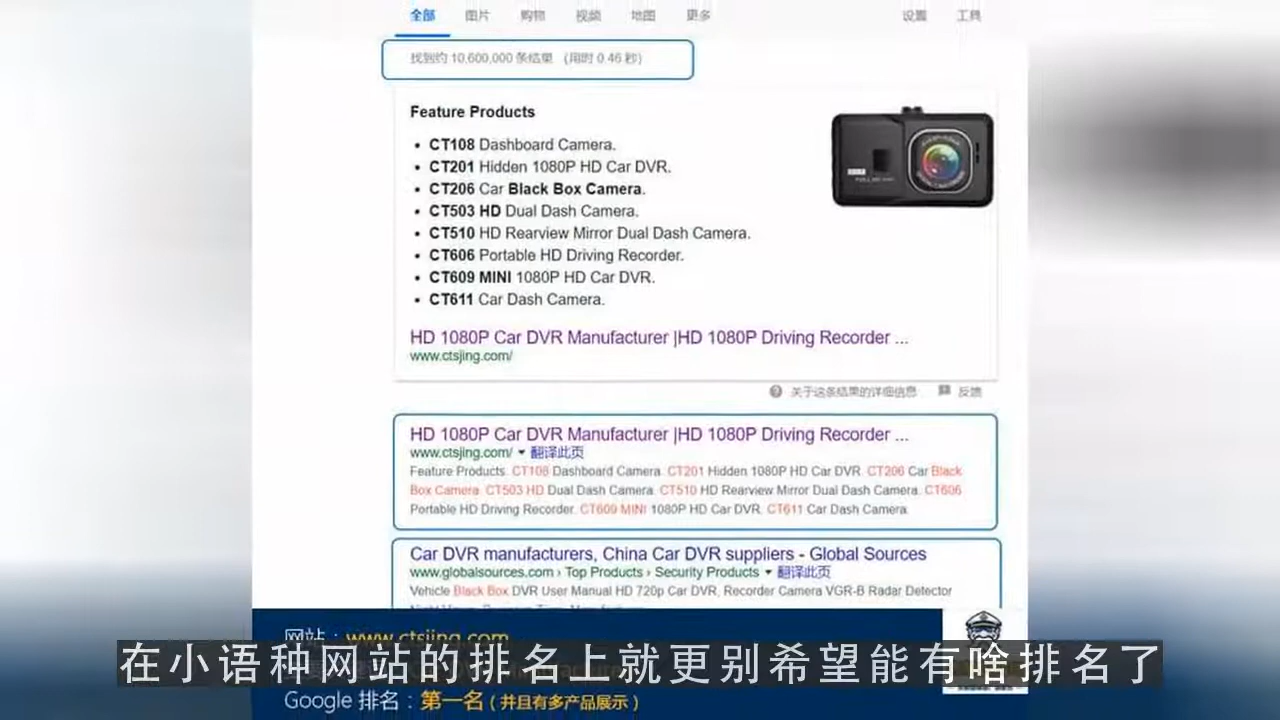 全部 图片 购物 视频 地图 更多 设置 工具
找到约 10,600,000 条结果 （用时 0.46 秒）
Feature Products
• CT108 Dashboard Camera.
• CT201 Hidden 1080P HD Car DVR.
• CT206 Car Black Box Camera.
• CT503 HD Dual Dash Camera.
• CT510 HD Rearview Mirror Dual Dash Camera.
• CT606 Portable HD Driving Recorder.
• CT609 MINI 1080P HD Car DVR.
• CT611 Car Dash Camera.
HD 1080P Car DVR Manufacturer |HD 1080P Driving Recorder ...
www.ctsjing.com/
关于这条结果的详细信息 反馈
HD 1080P Car DVR Manufacturer |HD 1080P Driving Recorder ...
www.ctsjing.com/ ▼ 翻译此页
Feature Products. CT108 Dashboard Camera. CT201 Hidden 1080P HD Car DVR. CT206 Car Black
Box Camera. CT503 HD Dual Dash Camera. CT510 HD Rearview Mirror Dual Dash Camera. CT606
Portable HD Driving Recorder. CT609 MINI 1080P HD Car DVR. CT611 Car Dash Camera.
Car DVR manufacturers, China Car DVR suppliers - Global Sources
www.globalsources.com › Top Products › Security Products ▼ 翻译此页
Vehicle Black Box DVR User Manual HD 720p Car DVR, Recorder Camera VGR-B Radar Detector
网站：www.ctsjing.com
在小语种网站的排名上就更别希望能有啥排名了
Google 排名：第一名（并且有多产品展示）